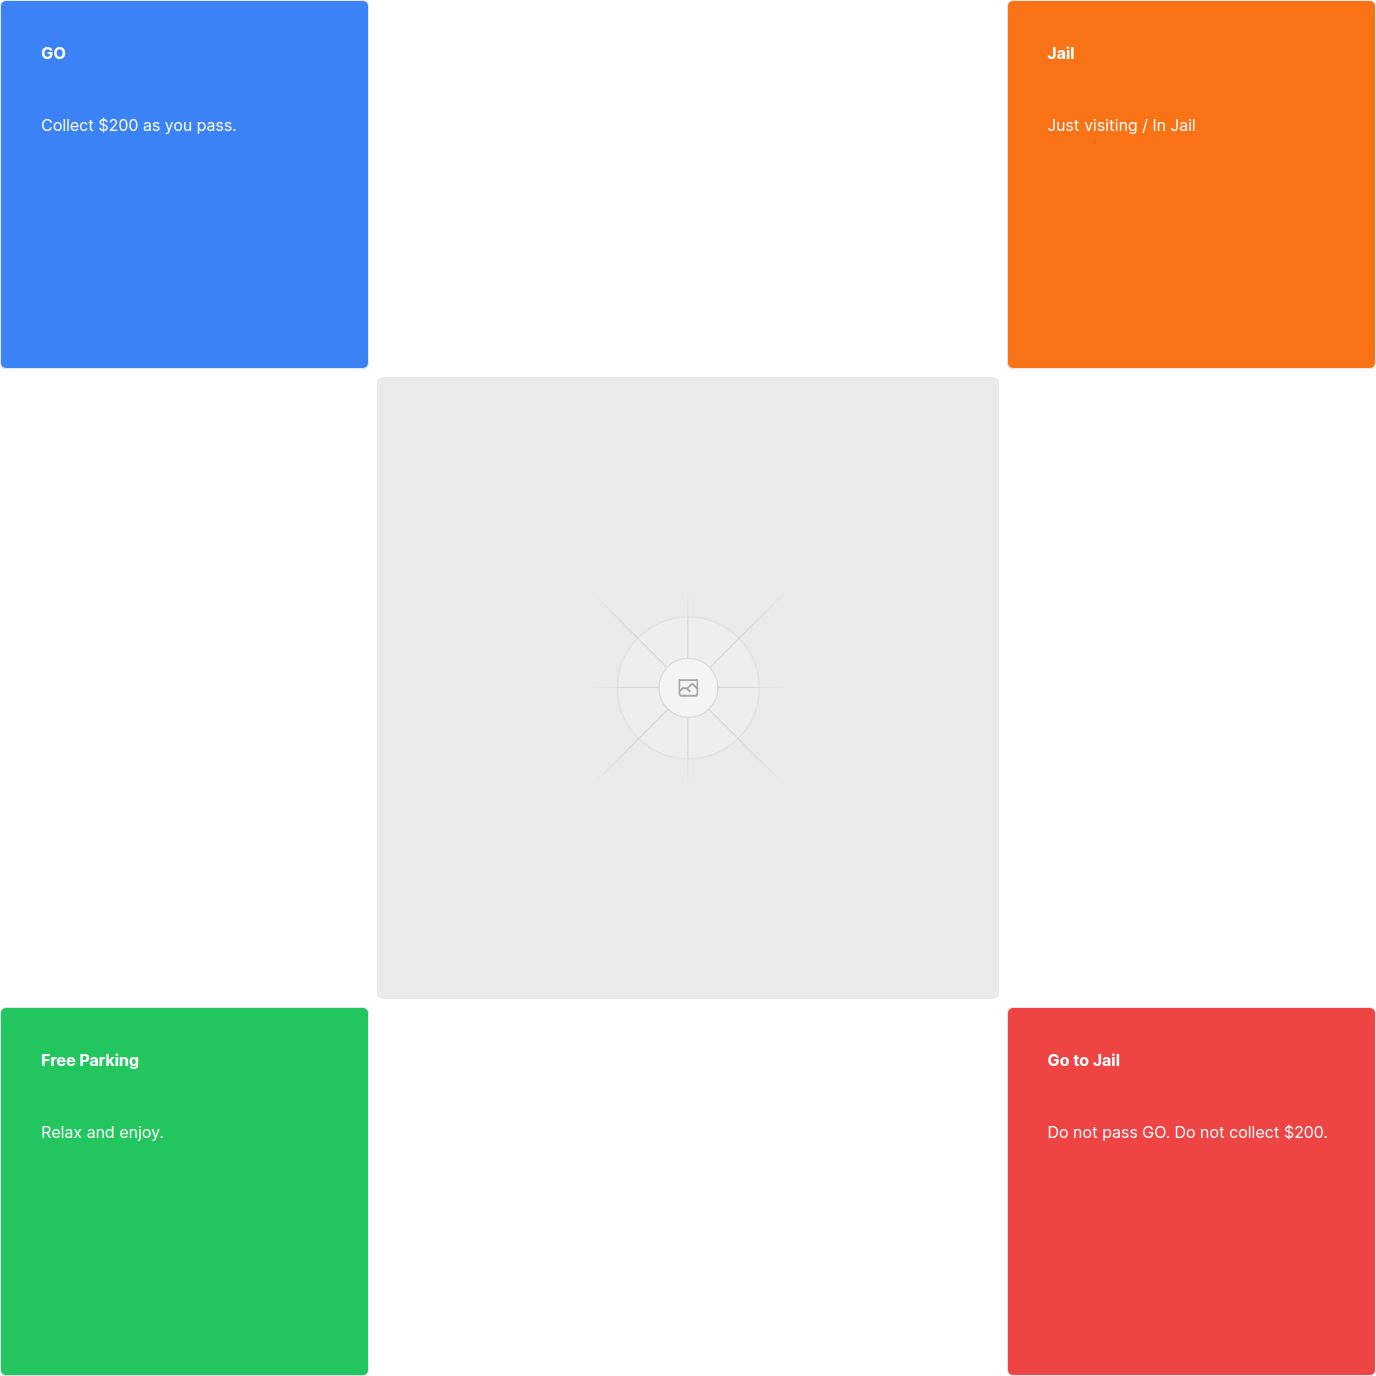 GO
Collect $200 as you pass.
Jail
Just visiting / In Jail
Free Parking
Relax and enjoy.
Go to Jail
Do not pass GO. Do not collect $200.